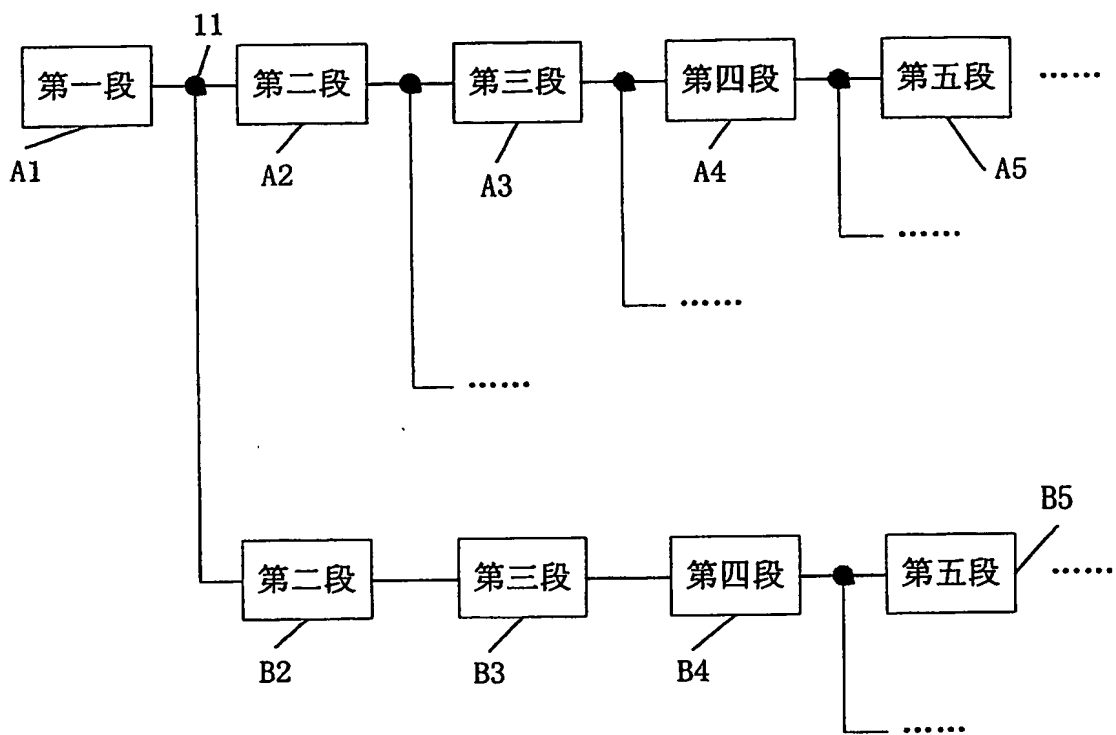 11
第一段
第二段
第三段
第四段
第五段
……
A1
A2
A3
A4
A5
……
……
……
B5
第二段
第三段
第四段
第五段
……
B2
B3
B4
……